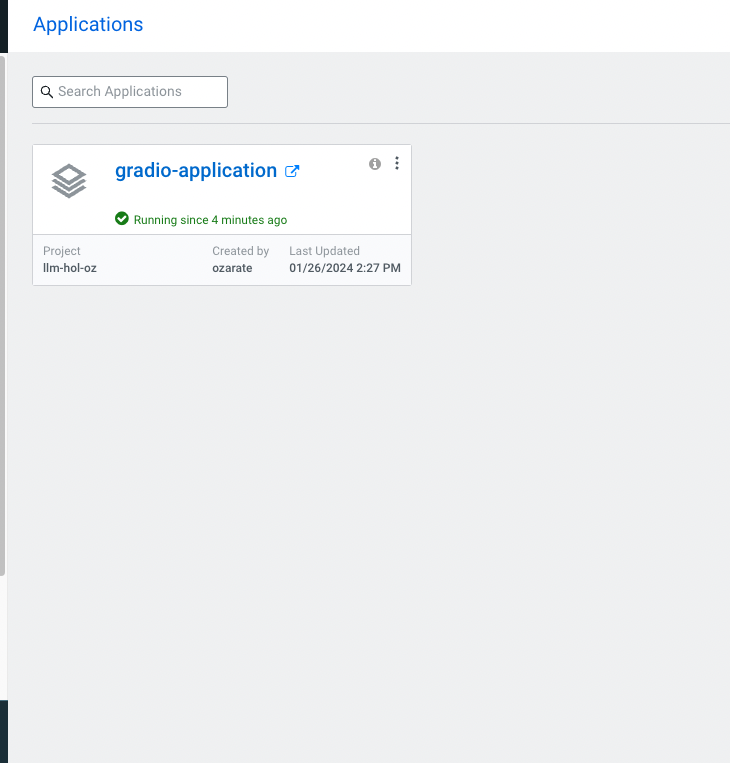 Applications
Search Applications
gradio-application
Running since 4 minutes ago
Project Created by Last Updated
llm-hol-oz ozarate 01/26/2024 2:27 PM